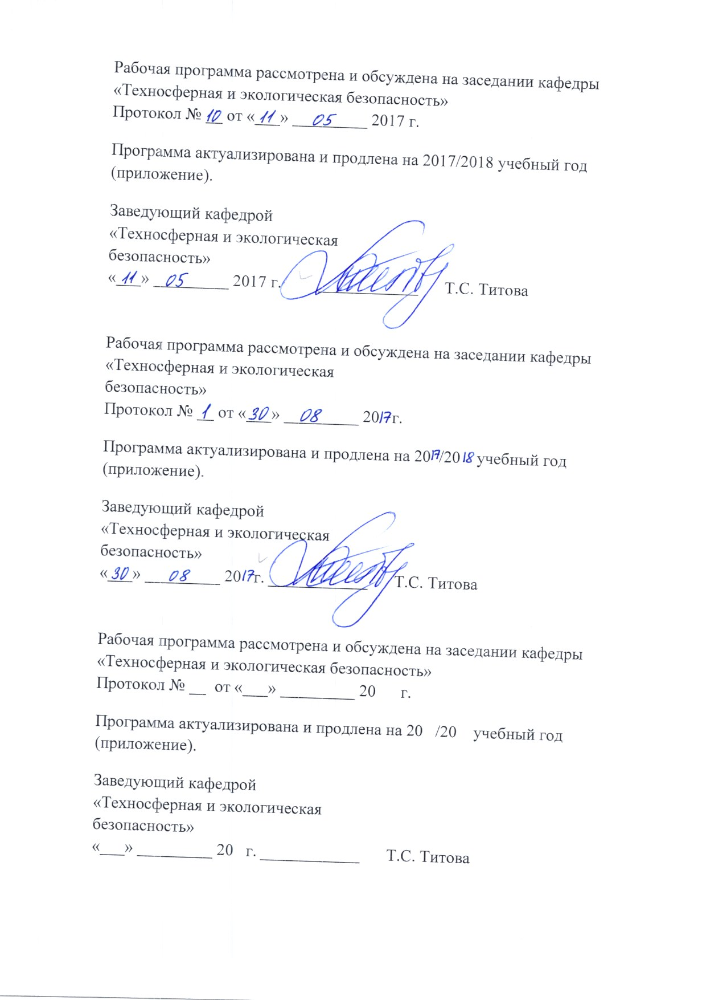 Рабочая программа рассмотрена и обсуждена на заседании кафедры
«Техносферная и экологическая безопасность»
Протокол № 10 от «11» 05 2017 г.
Программа актуализирована и продлена на 2017/2018 учебный год
(приложение).
Заведующий кафедрой
«Техносферная и экологическая
безопасность»
«11» 05 2017 г. Т.С. Титова
Рабочая программа рассмотрена и обсуждена на заседании кафедры
«Техносферная и экологическая
безопасность»
Протокол № 1 от «30» 08 2017г.
Программа актуализирована и продлена на 2017/2018 учебный год
(приложение).
Заведующий кафедрой
«Техносферная и экологическая
безопасность»
«30» 08 2017г. Т.С. Титова
Рабочая программа рассмотрена и обсуждена на заседании кафедры
«Техносферная и экологическая безопасность»
Протокол № __ от «___» _________ 20 г.
Программа актуализирована и продлена на 20 /20 учебный год
(приложение).
Заведующий кафедрой
«Техносферная и экологическая
безопасность»
«___» _________ 20 г. ____________ Т.С. Титова